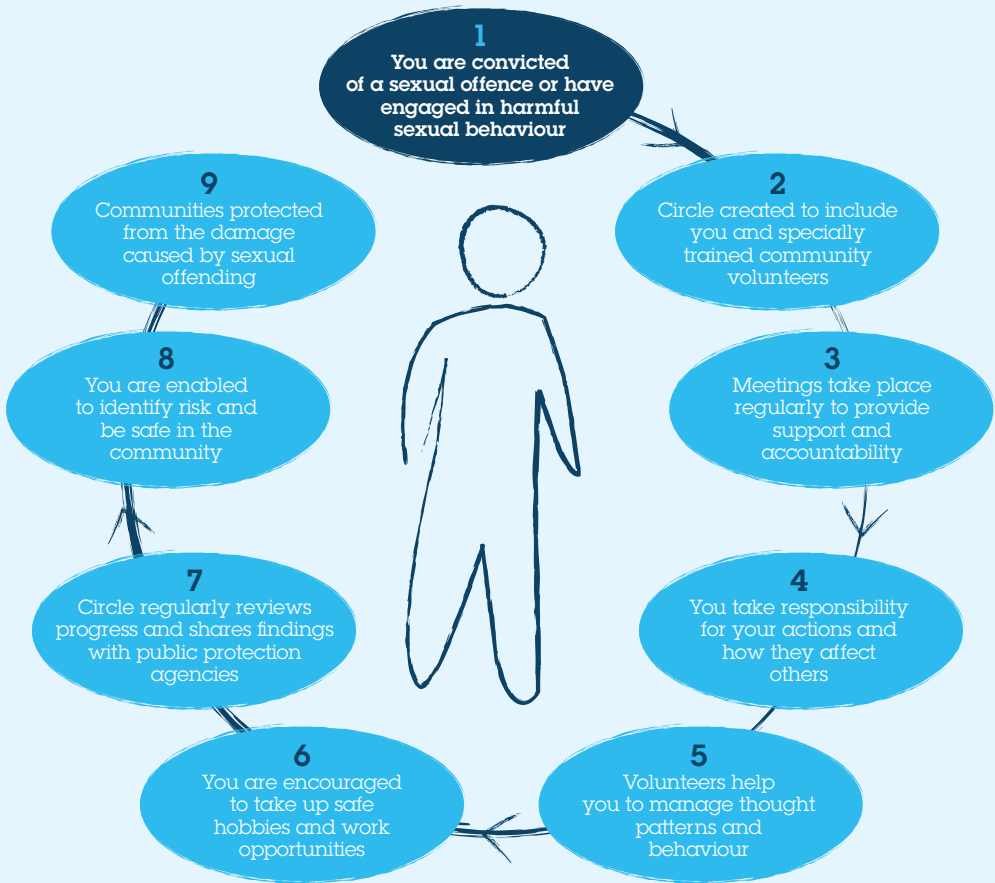 1
You are convicted
of a sexual offence or have
engaged in harmful
sexual behaviour
2
Circle created to include
you and specially
trained community
volunteers
3
Meetings take place
regularly to provide
support and
accountability
4
You take responsibility
for your actions and
how they affect
others
5
Volunteers help
you to manage thought
patterns and
behaviour
6
You are encouraged
to take up safe
hobbies and work
opportunities
7
Circle regularly reviews
progress and shares findings
with public protection
agencies
8
You are enabled
to identify risk and
be safe in the
community
9
Communities protected
from the damage
caused by sexual
offending